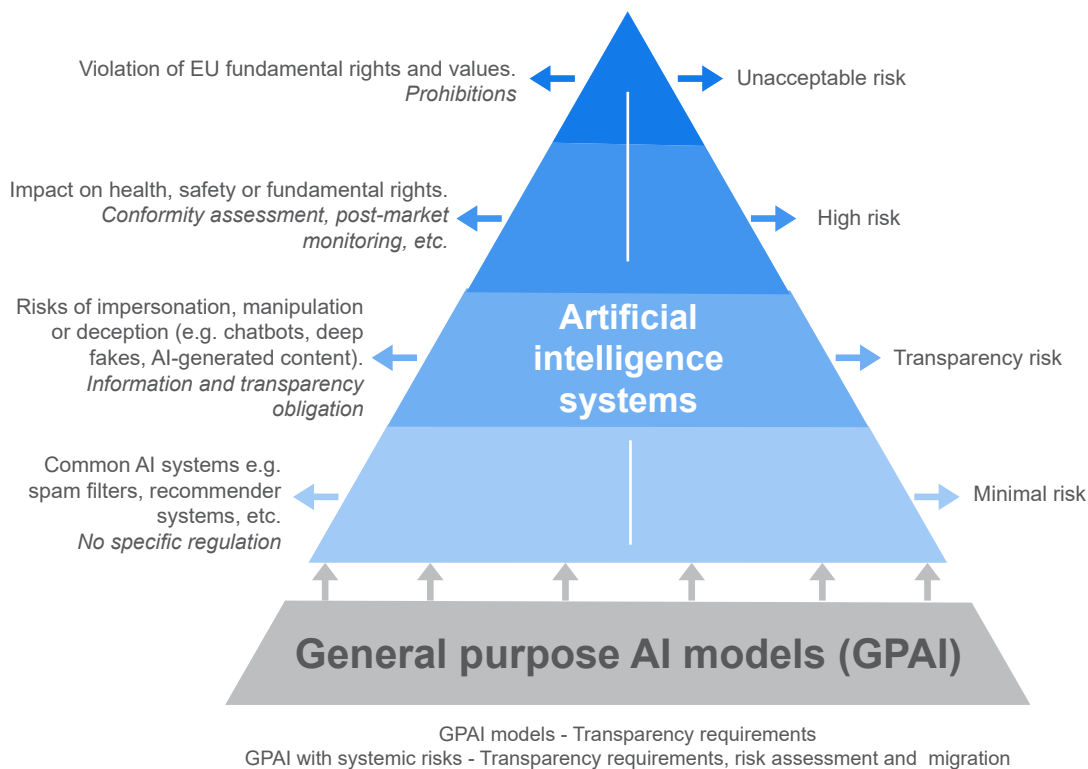 Violation of EU fundamental rights and values.
Prohibitions
Unacceptable risk
Impact on health, safety or fundamental rights.
Conformity assessment, post-market
monitoring, etc.
High risk
Risks of impersonation, manipulation
or deception (e.g. chatbots, deep
fakes, AI-generated content).
Information and transparency
obligation
Artificial
intelligence
systems
Transparency risk
Common AI systems e.g.
spam filters, recommender
systems, etc.
No specific regulation
Minimal risk
General purpose AI models (GPAI)
GPAI models - Transparency requirements
GPAI with systemic risks - Transparency requirements, risk assessment and  migration